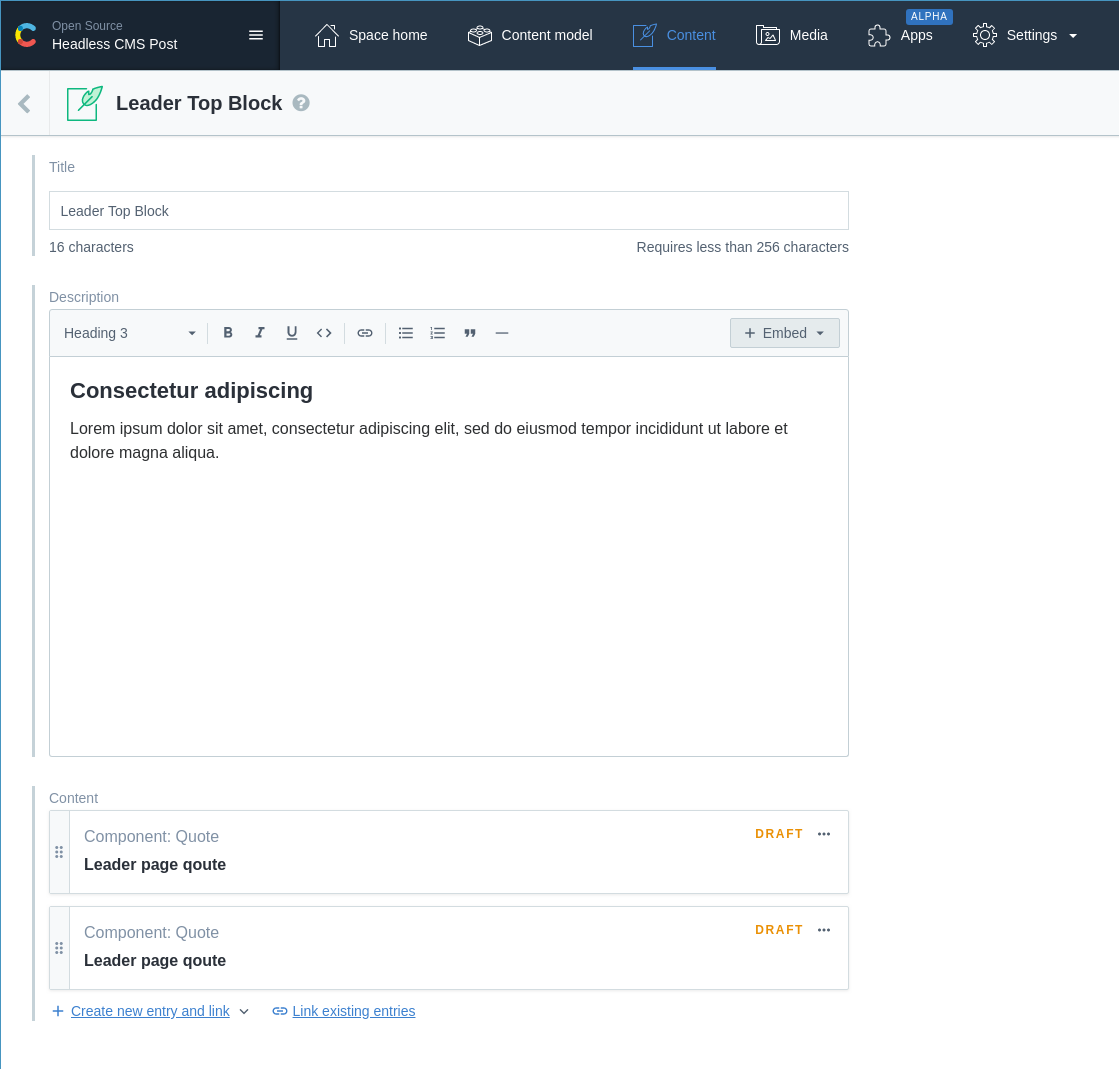 Open Source
Headless CMS Post
Space home
Content model
Content
Media
ALPHA
Apps
Settings
Leader Top Block
?
Title
Leader Top Block
16 characters
Requires less than 256 characters
Description
Heading 3
B I U <>
+ Embed
Consectetur adipiscing
Lorem ipsum dolor sit amet, consectetur adipiscing elit, sed do eiusmod tempor incididunt ut labore et
dolore magna aliqua.
Content
Component: Quote
DRAFT
Leader page qoute
Component: Quote
DRAFT
Leader page qoute
+ Create new entry and link
Link existing entries